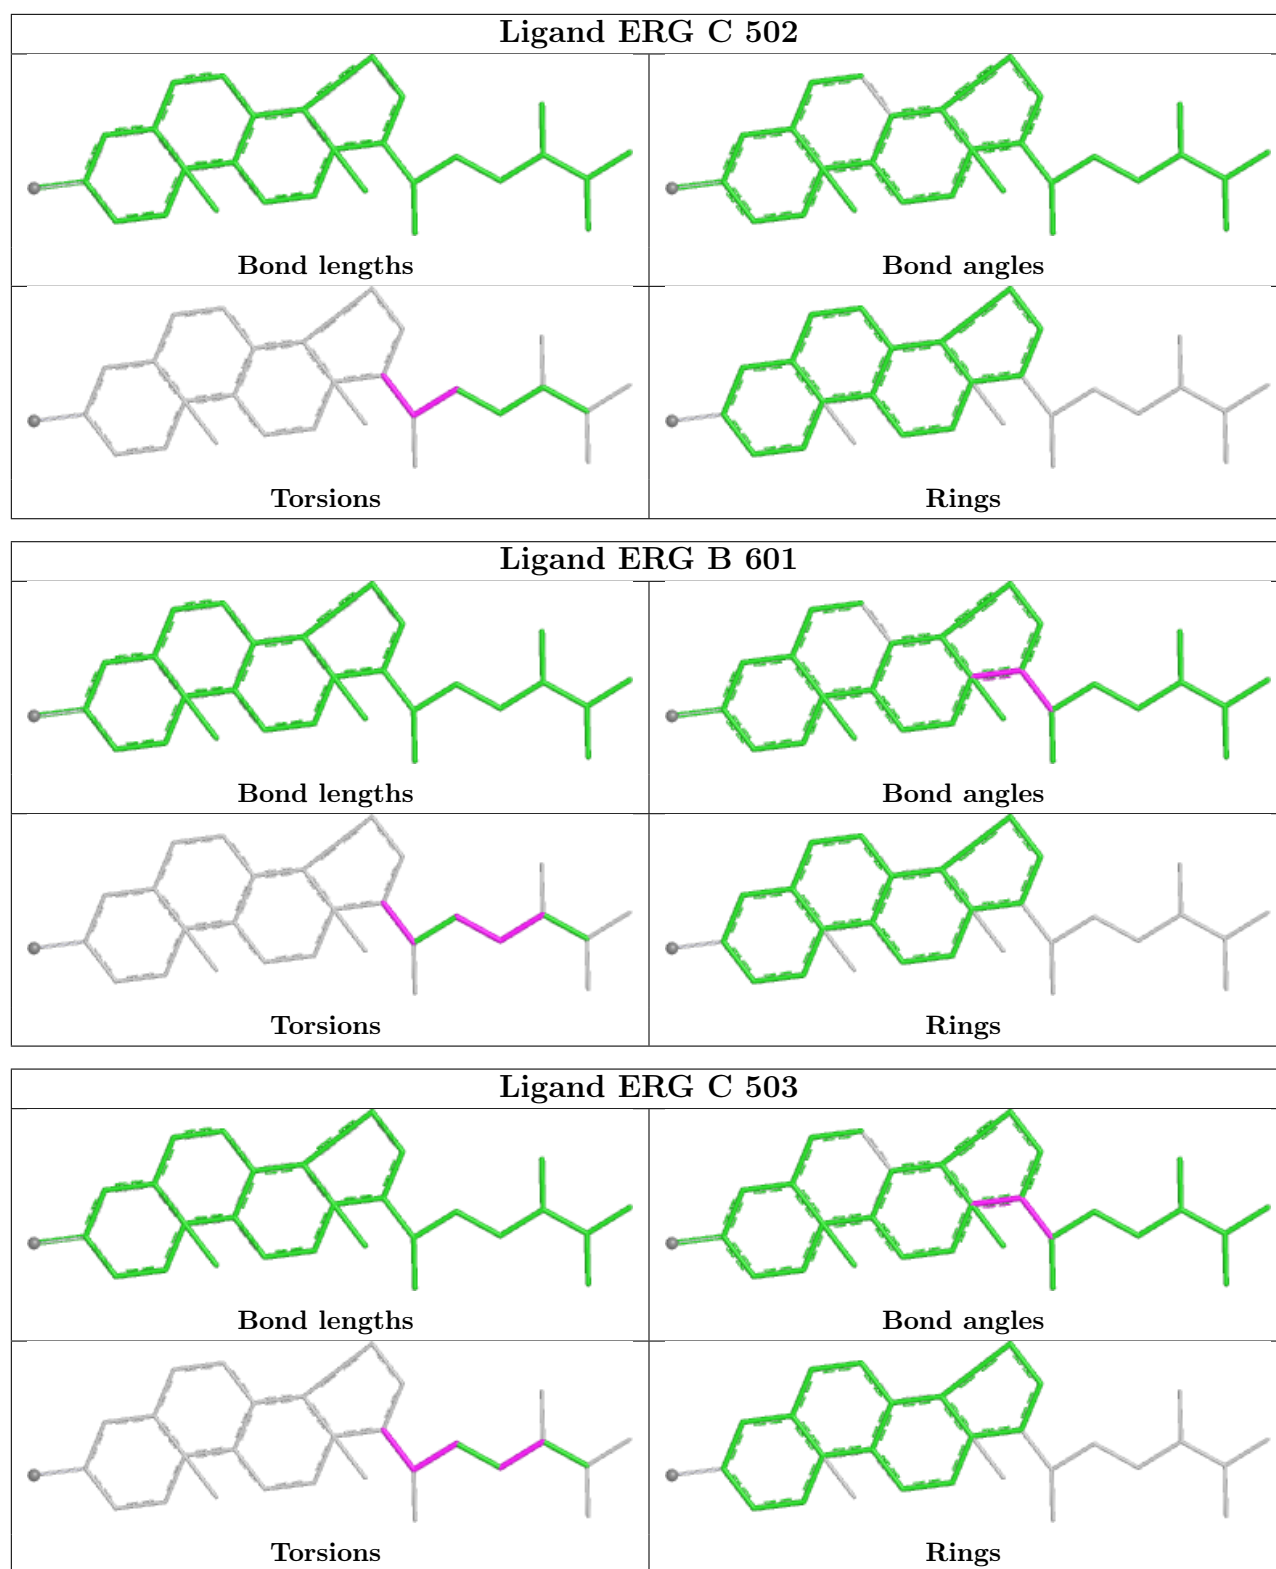 Ligand ERG C 502
Bond lengths
Bond angles
Torsions
Rings
Ligand ERG B 601
Bond lengths
Bond angles
Torsions
Rings
Ligand ERG C 503
Bond lengths
Bond angles
Torsions
Rings